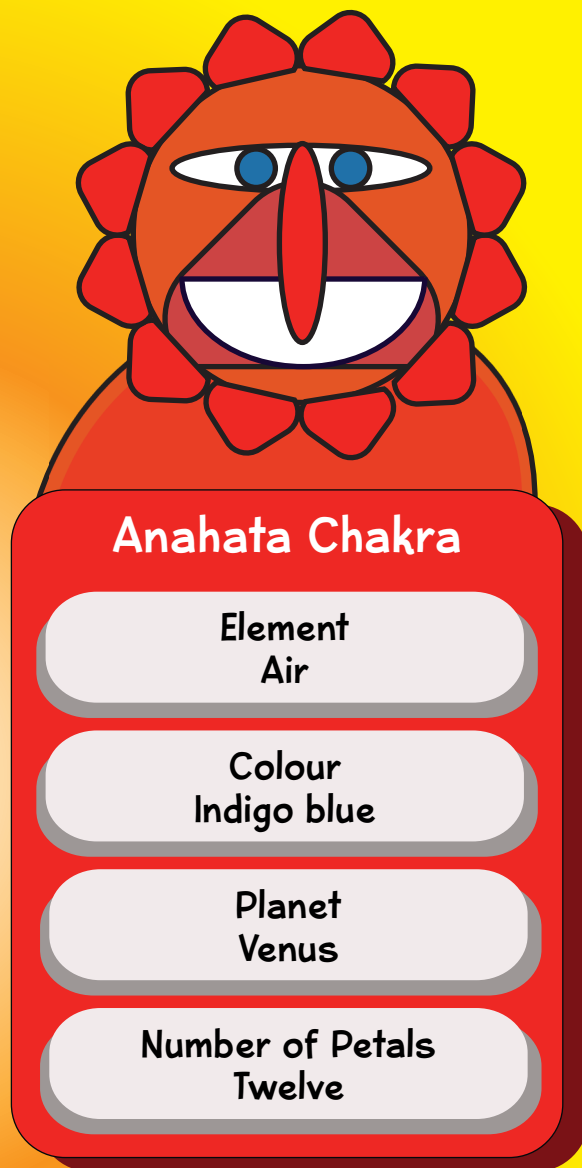 Anahata Chakra
Element
Air
Colour
Indigo blue
Planet
Venus
Number of Petals
Twelve